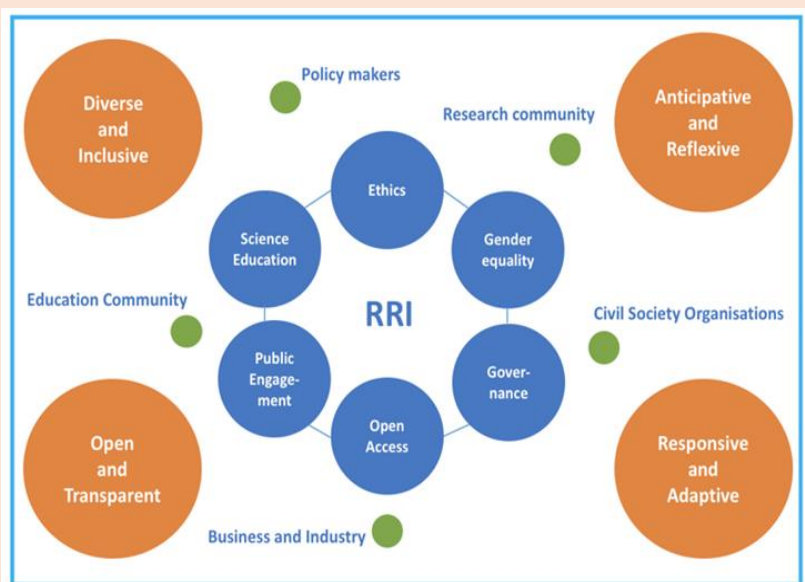 Policy makers
Diverse
and
Inclusive
Anticipative
and
Reflexive
Research community
Ethics
Science
Education
Gender
equality
Education Community
RRI
Civil Society Organisations
Public
Engage-
ment
Gover-
nance
Open
Access
Open
and
Transparent
Responsive
and
Adaptive
Business and Industry